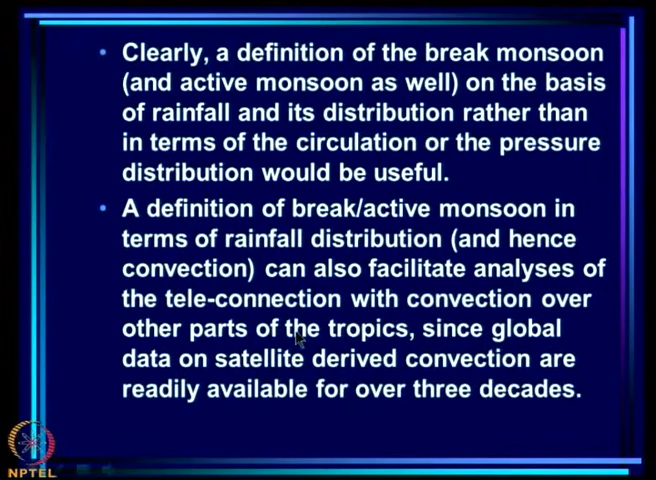 • Clearly, a definition of the break monsoon
(and active monsoon as well) on the basis
of rainfall and its distribution rather than
in terms of the circulation or the pressure
distribution would be useful.
• A definition of break/active monsoon in
terms of rainfall distribution (and hence
convection) can also facilitate analyses of
the tele-connection with convection over
other parts of the tropics, since global
data on satellite derived convection are
readily available for over three decades.
NPTEL